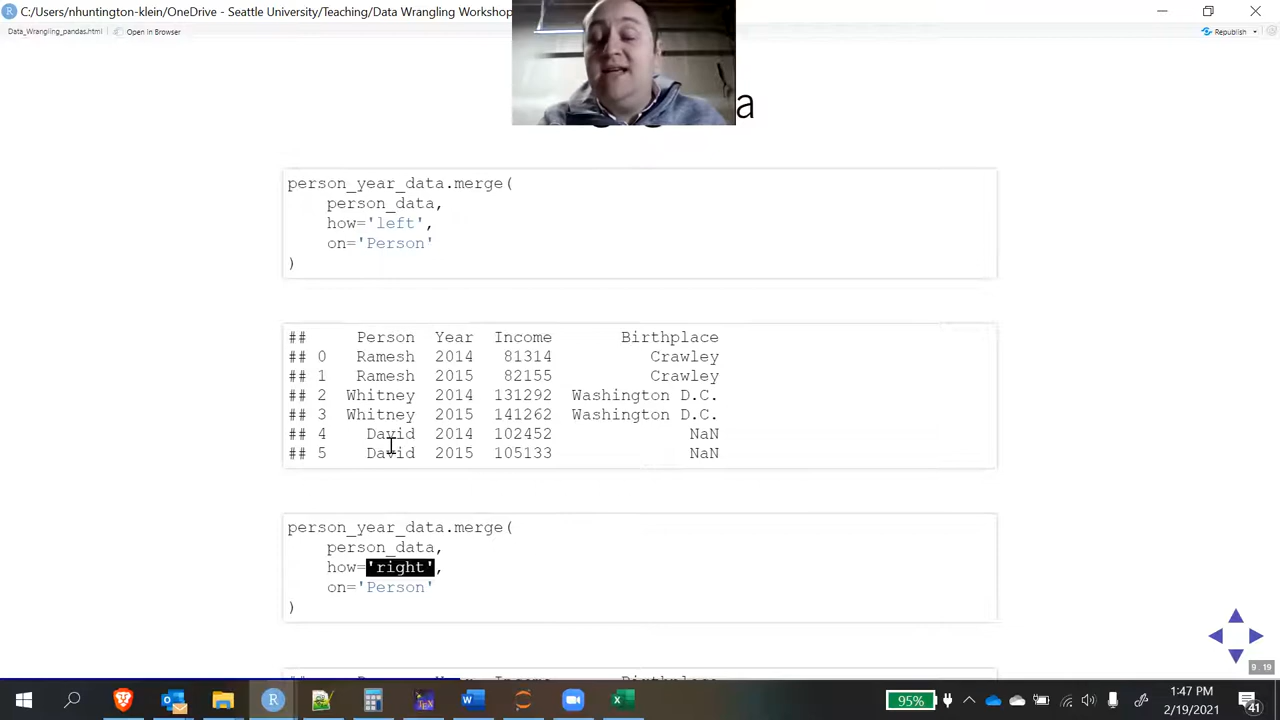 C:/Users/nhuntington-klein/OneDrive - Seattle University/Teaching/Data Wrangling Workshop
Data_Wrangling_pandas.html Open in Browser Republish
a
person_year_data.merge(
    person_data,
    how='left',
    on='Person'
)
##     Person  Year  Income       Birthplace
## 0   Ramesh  2014   81314          Crawley
## 1   Ramesh  2015   82155          Crawley
## 2  Whitney  2014  131292  Washington D.C.
## 3  Whitney  2015  141262  Washington D.C.
## 4    David  2014  102452              NaN
## 5    David  2015  105133              NaN
person_year_data.merge(
    person_data,
    how='right',
    on='Person'
)
9 . 19
95%
1:47 PM
2/19/2021
41